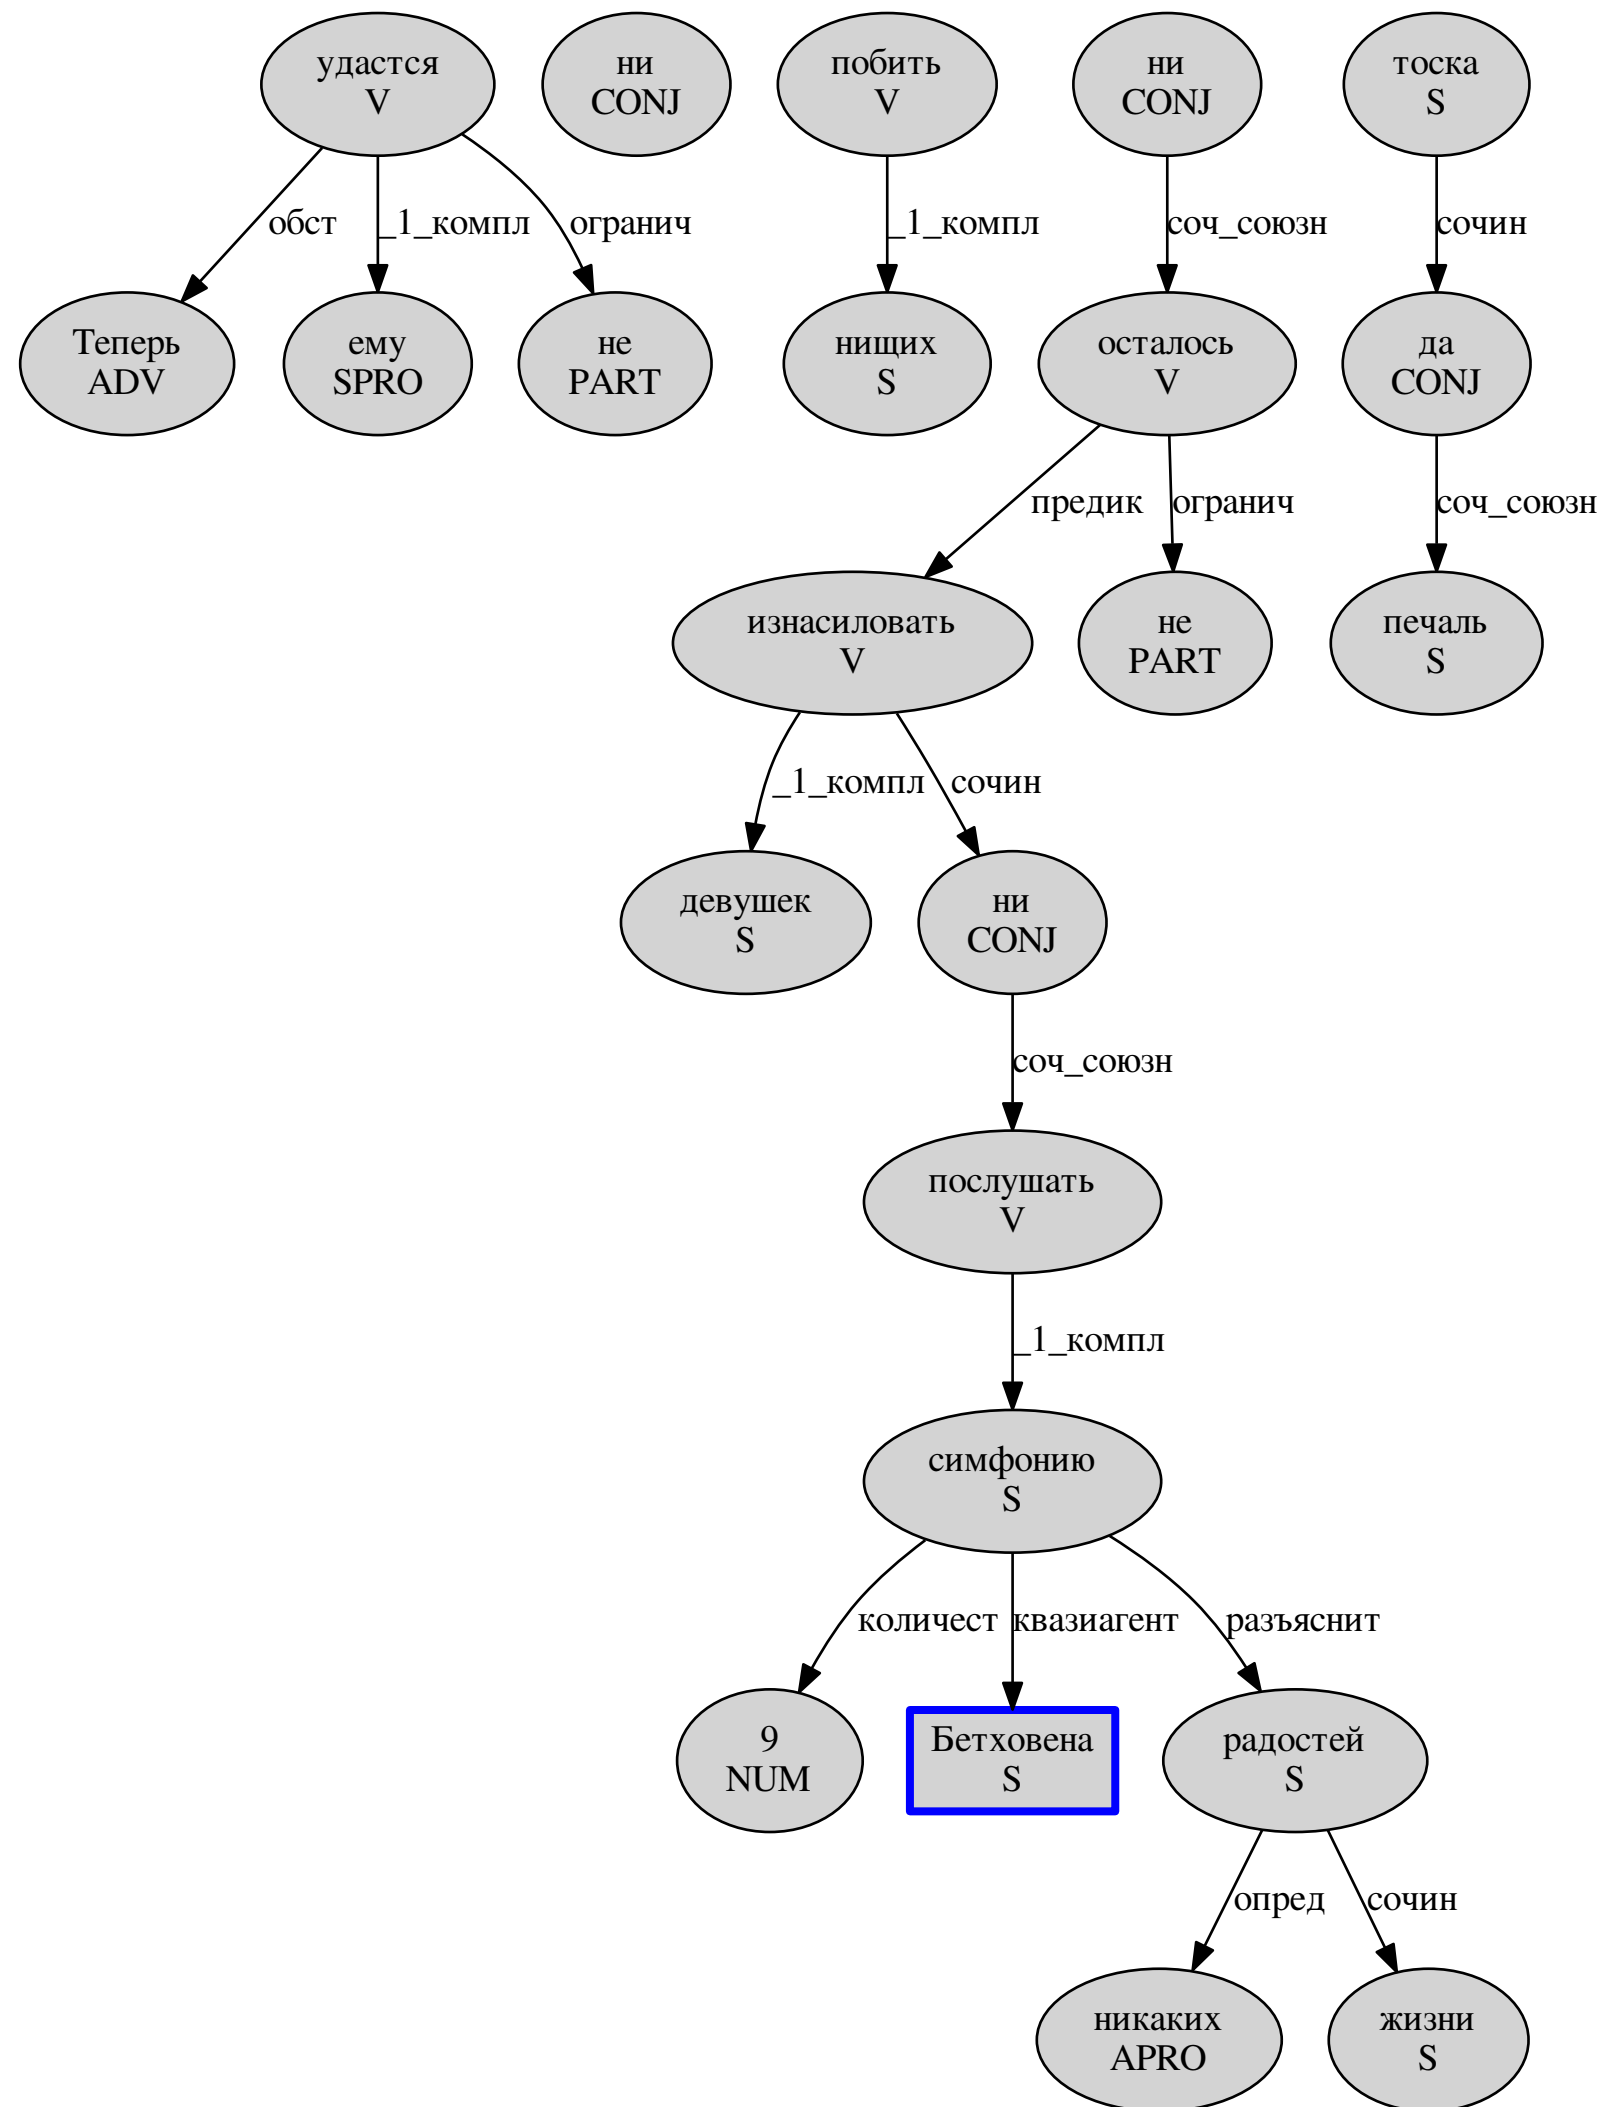 удастся
V
ни
CONJ
побить
V
ни
CONJ
тоска
S
обст
_1_компл
огранич
_1_компл
соч_союзн
сочин
Теперь
ADV
ему
SPRO
не
PART
нищих
S
осталось
V
да
CONJ
предик
огранич
соч_союзн
изнасиловать
V
не
PART
печаль
S
_1_компл
сочин
девушек
S
ни
CONJ
соч_союзн
послушать
V
_1_компл
симфонию
S
количест
квазиагент
разъяснит
9
NUM
Бетховена
S
радостей
S
опред
сочин
никаких
APRO
жизни
S